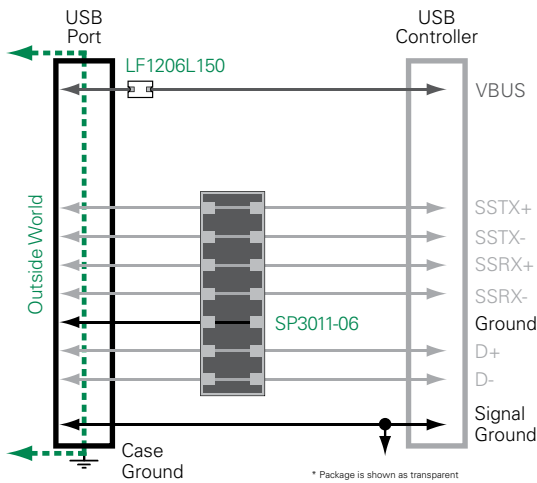 USB
Port
USB
Controller
LF1206L150
VBUS
Outside World
SSTX+
SSTX-
SSRX+
SSRX-
SP3011-06
Ground
D+
D-
Signal
Ground
Case
Ground
* Package is shown as transparent